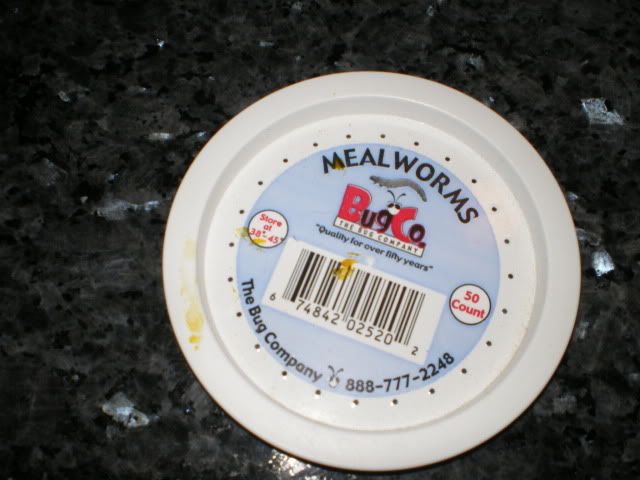 MEALWORMS
BugCo.
THE BUG COMPANY
"Quality for over fifty years"
Store
at
38°-45°
50
Count
6 74842 02520 2
The Bug Company 888-777-2248